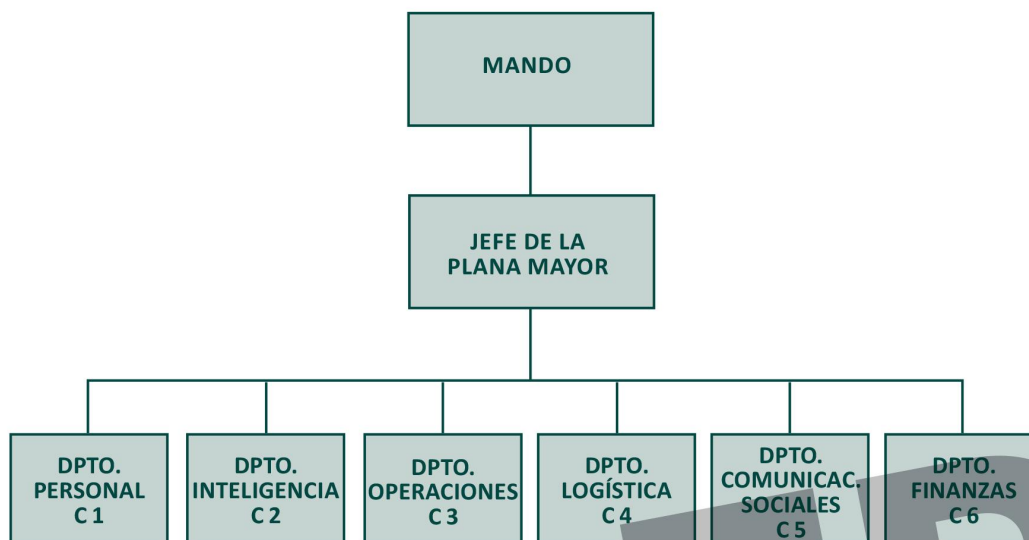 MANDO
JEFE DE LA
PLANA MAYOR
DPTO.
PERSONAL
C 1
DPTO.
INTELIGENCIA
C 2
DPTO.
OPERACIONES
C 3
DPTO.
LOGÍSTICA
C 4
DPTO.
COMUNICAC.
SOCIALES
C 5
DPTO.
FINANZAS
C 6